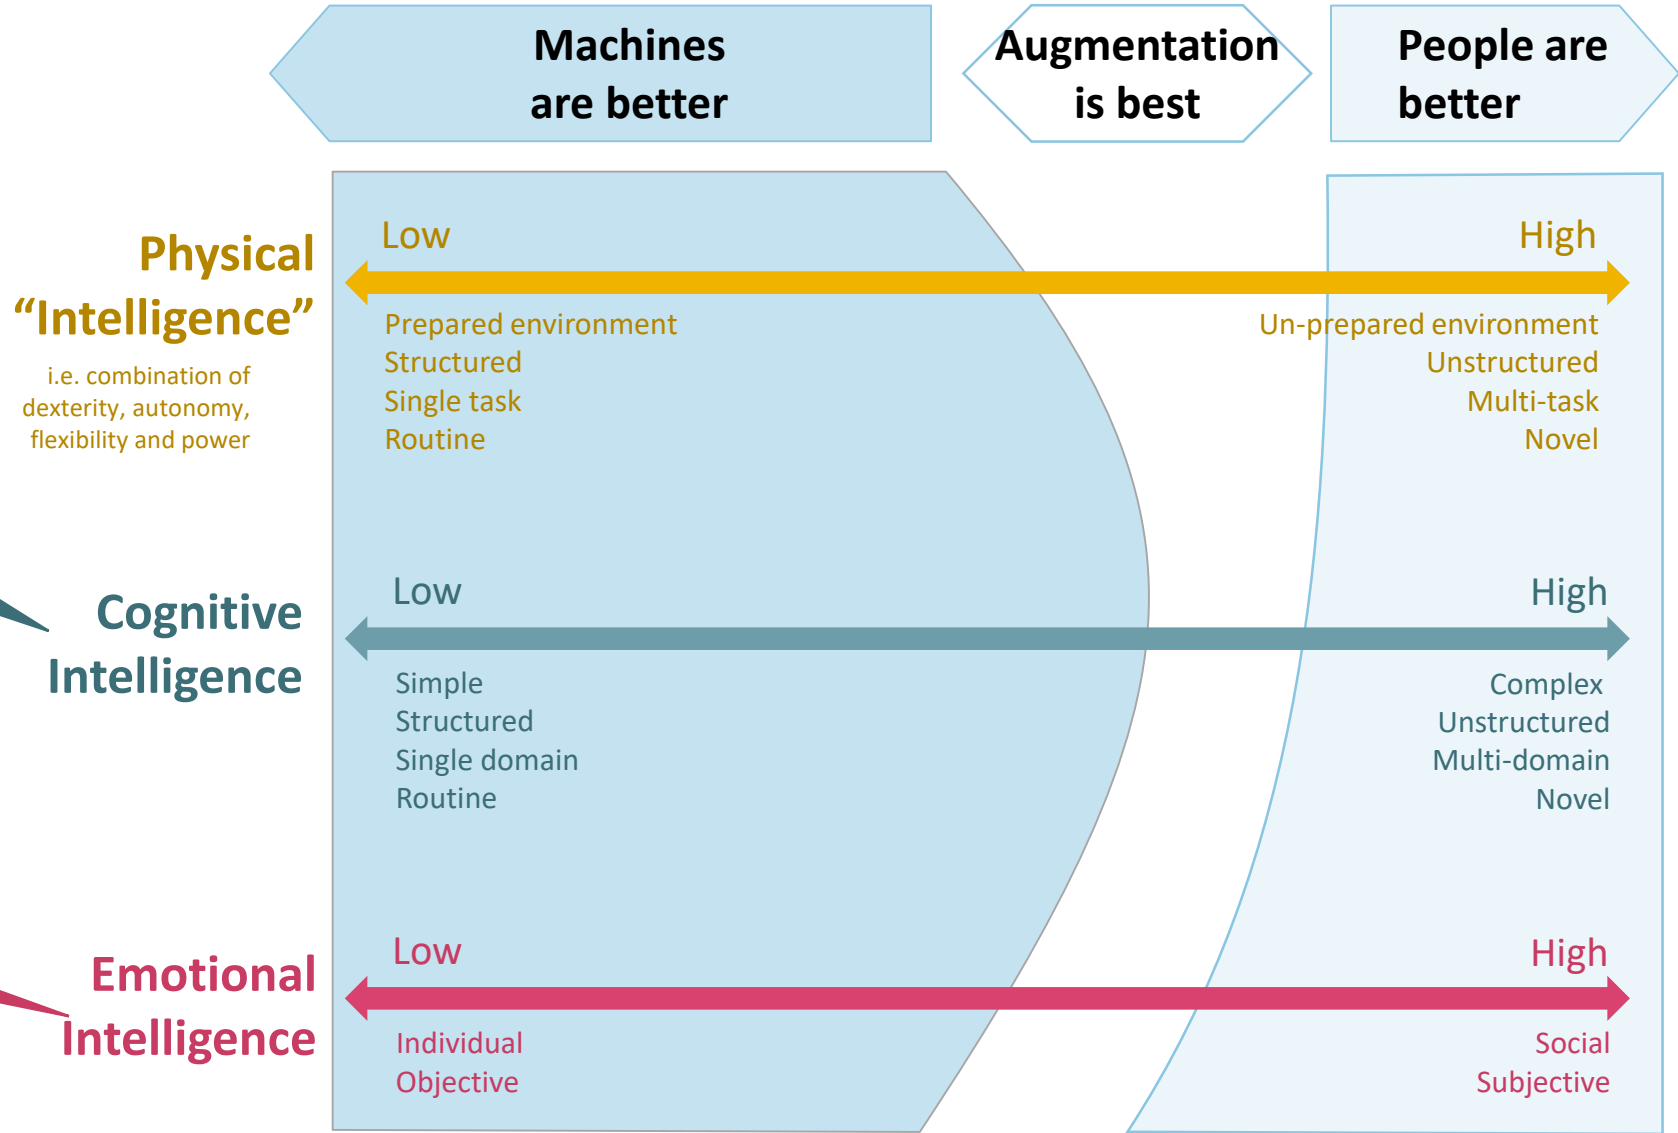 Machines
are better
Augmentation
is best
People are
better
Physical
“Intelligence”
i.e. combination of
dexterity, autonomy,
flexibility and power
Low
High
Prepared environment
Structured
Single task
Routine
Un-prepared environment
Unstructured
Multi-task
Novel
Cognitive
Intelligence
Low
High
Simple
Structured
Single domain
Routine
Complex
Unstructured
Multi-domain
Novel
Emotional
Intelligence
Low
High
Individual
Objective
Social
Subjective